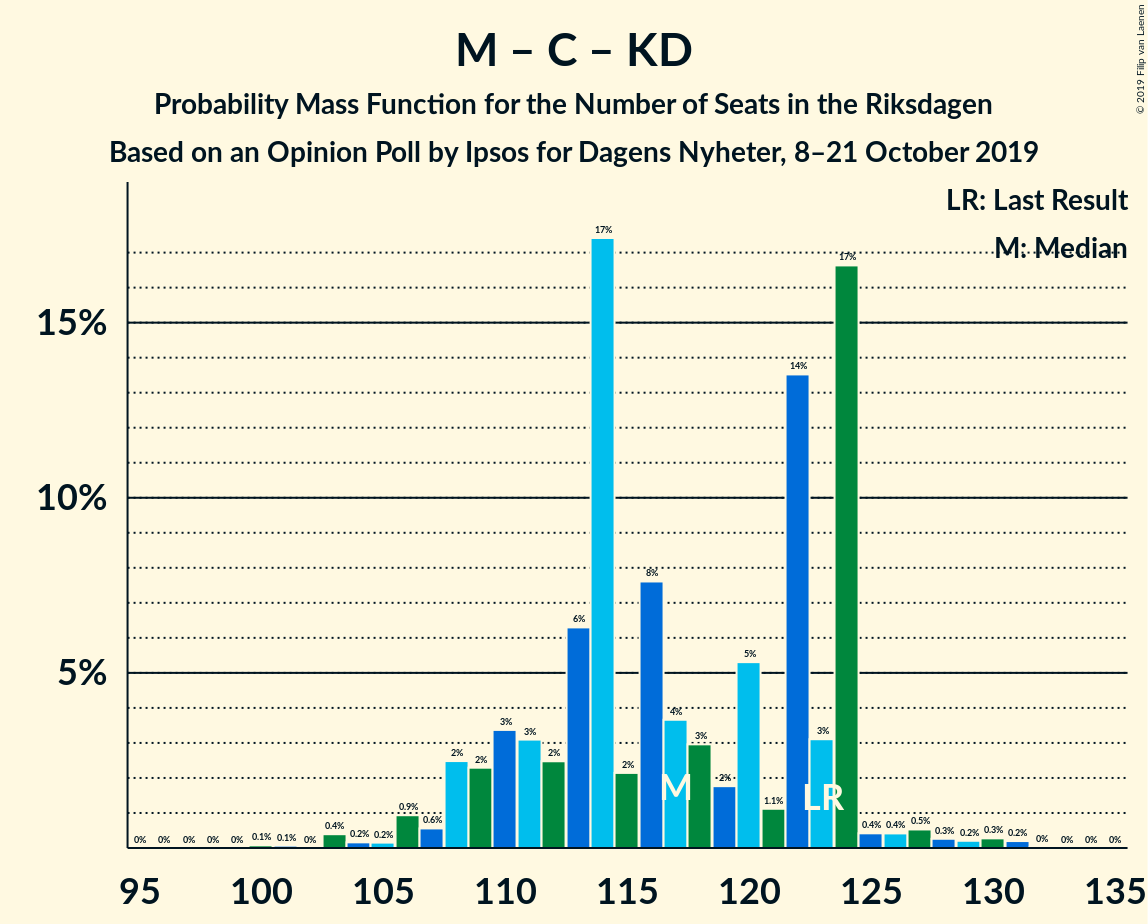 M – C – KD
Probability Mass Function for the Number of Seats in the Riksdagen
Based on an Opinion Poll by Ipsos for Dagens Nyheter, 8–21 October 2019
© 2019 Filip van Laenen
LR: Last Result
M: Median
15%
10%
5%
0% 0% 0% 0% 0% 0.1% 0.1% 0% 0.4% 0.2% 0.2% 0.9% 0.6% 2% 2% 3% 3% 2% 6% 17% 2% 8% 4% 3% 2% 5% 1.1% 14% 3% 17% 0.4% 0.4% 0.5% 0.3% 0.2% 0.3% 0.2% 0% 0% 0% 0%
M LR
95 100 105 110 115 120 125 130 135